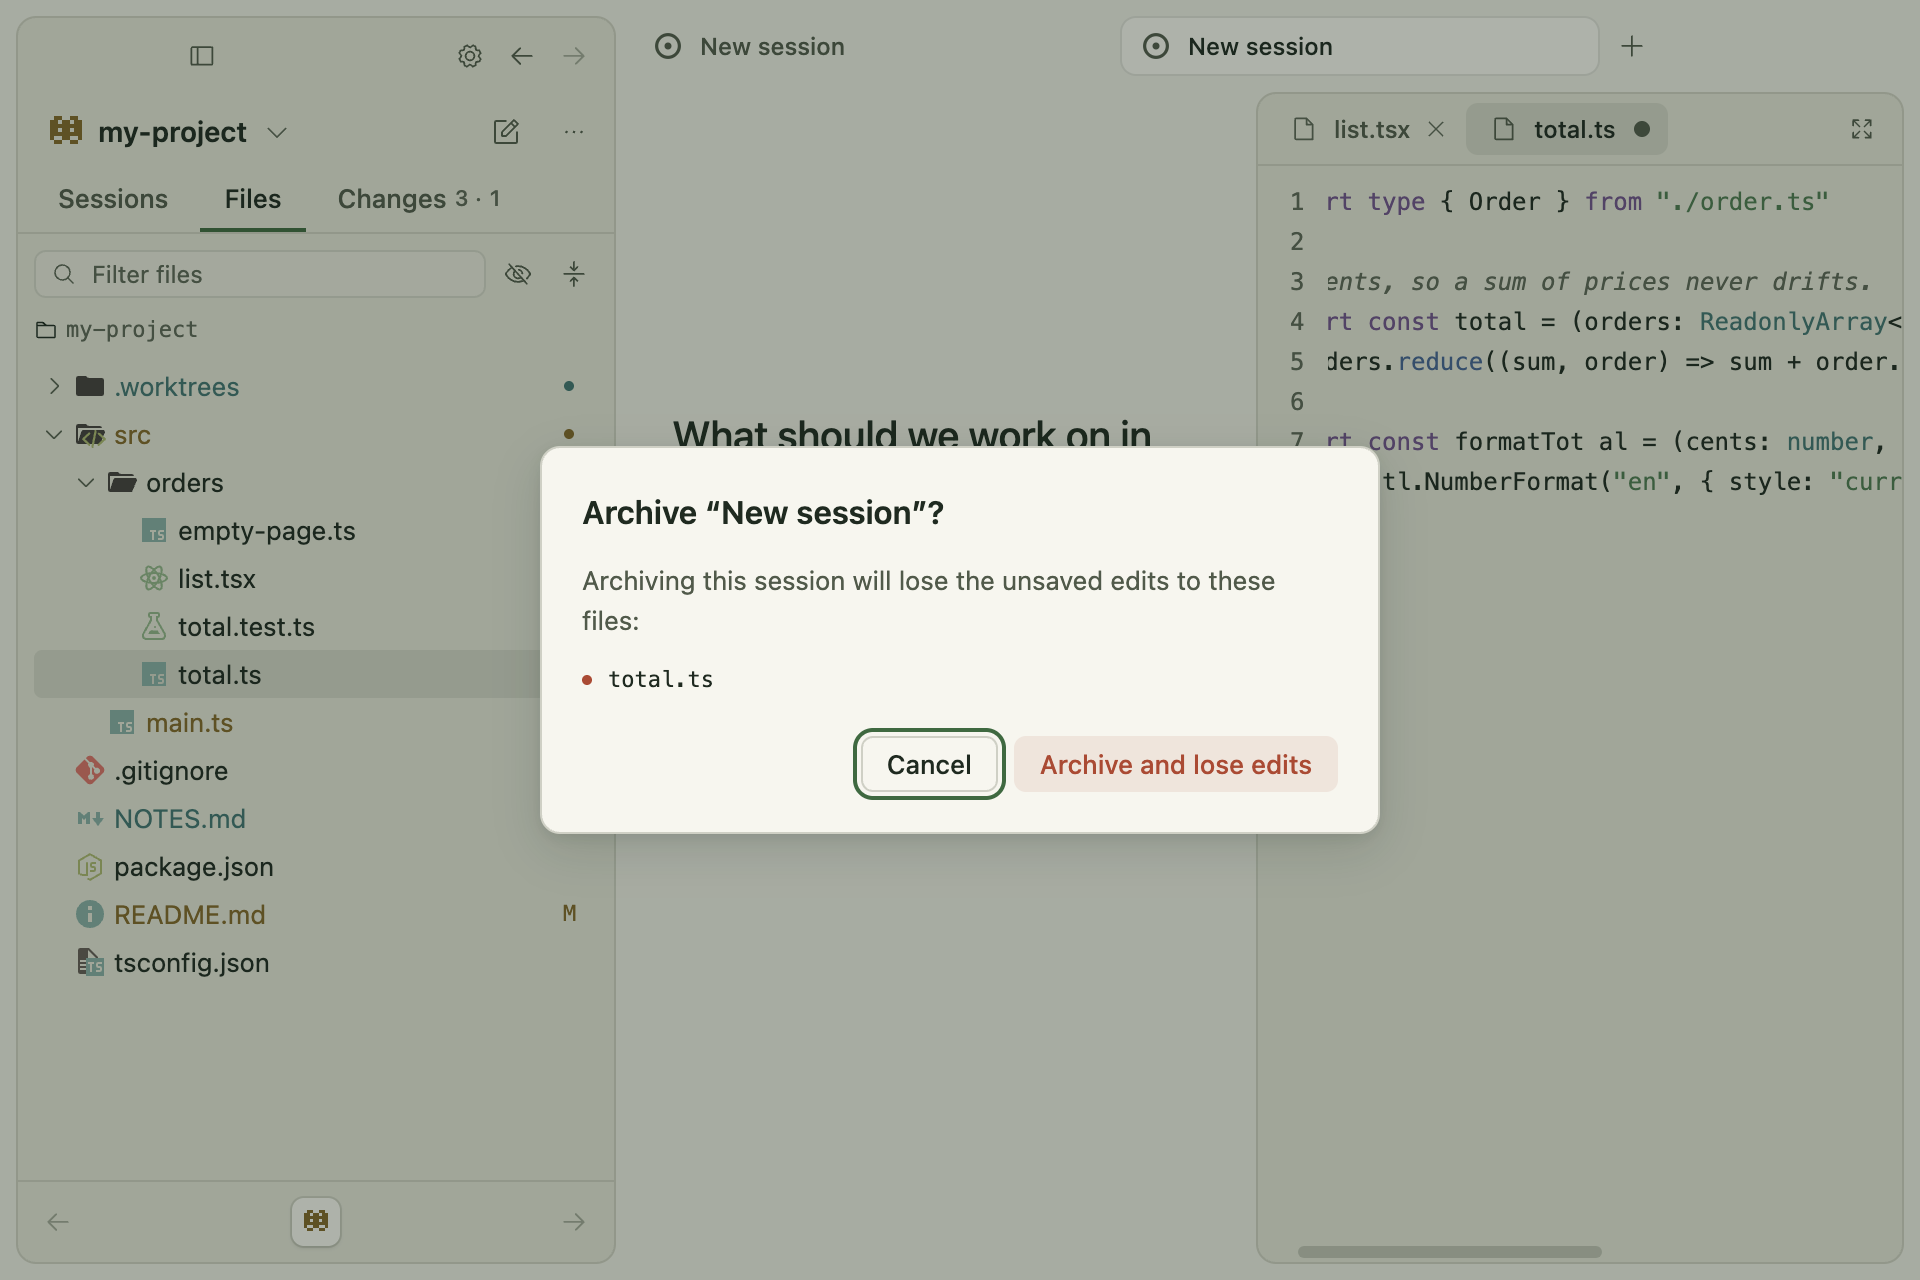 New session
New session
my-project
Sessions
Files
Changes 3 · 1
Filter files
my-project
.worktrees
src
orders
empty-page.ts
list.tsx
total.test.ts
total.ts
main.ts
.gitignore
NOTES.md
package.json
README.md
M
tsconfig.json
What should we work on in
list.tsx
total.ts
1 rt type { Order } from "./order.ts"
2
3 ents, so a sum of prices never drifts.
4 rt const total = (orders: ReadonlyArray<
5 ders.reduce((sum, order) => sum + order.
6
7 rt const formatTot al = (cents: number,
tl.NumberFormat("en", { style: "curr
Archive “New session”?
Archiving this session will lose the unsaved edits to these
files:
total.ts
Cancel
Archive and lose edits